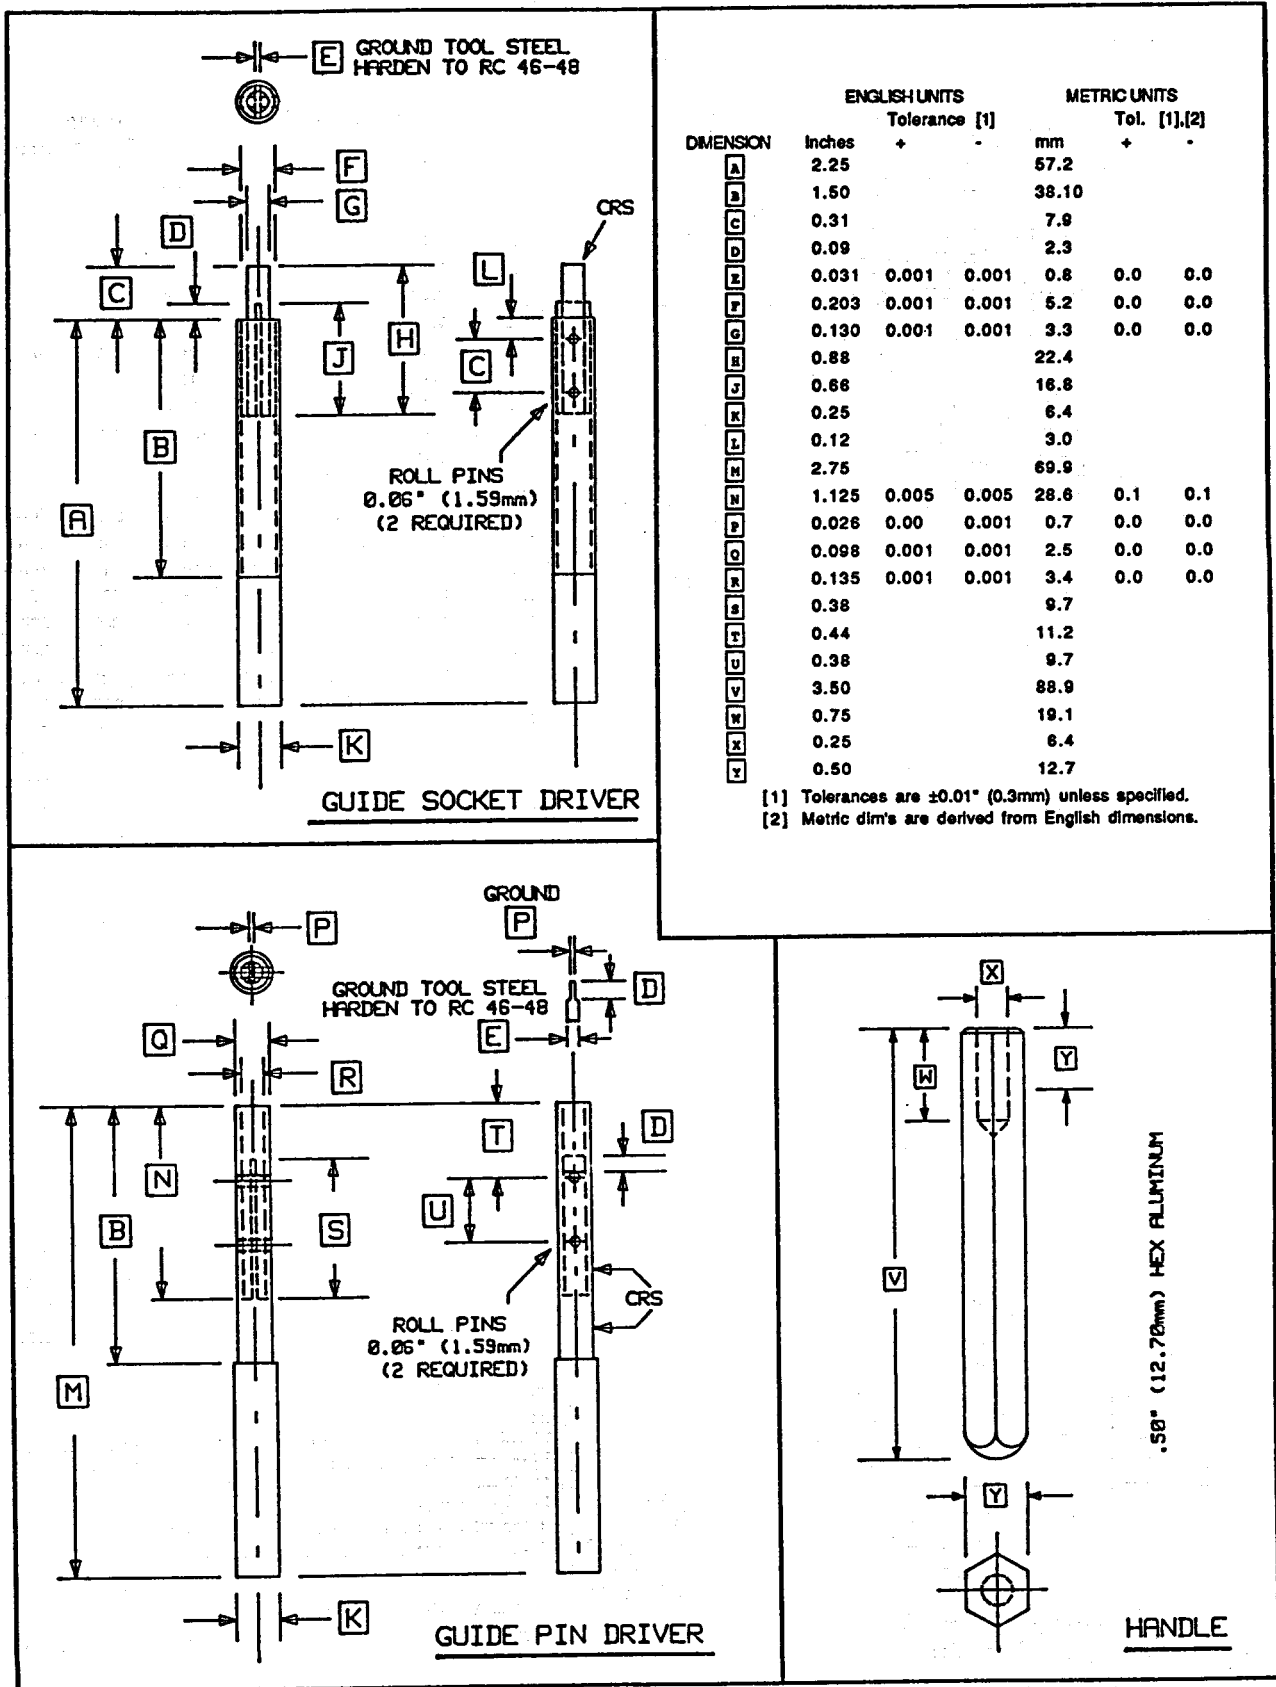 E GROUND TOOL STEEL
HARDEN TO RC 46-48
F
G
D
C
CRS
L
H
J
C
B
A
ROLL PINS
0.06" (1.59mm)
(2 REQUIRED)
K
GUIDE SOCKET DRIVER
ENGLISH UNITS METRIC UNITS
Tolerance [1] Tol. [1],[2]
DIMENSION Inches + - mm + -
A 2.25 57.2
B 1.50 38.10
C 0.31 7.9
D 0.09 2.3
E 0.031 0.001 0.001 0.8 0.0 0.0
F 0.203 0.001 0.001 5.2 0.0 0.0
G 0.130 0.001 0.001 3.3 0.0 0.0
H 0.88 22.4
J 0.66 16.8
K 0.25 6.4
L 0.12 3.0
M 2.75 69.9
N 1.125 0.005 0.005 28.6 0.1 0.1
P 0.026 0.00 0.001 0.7 0.0 0.0
Q 0.098 0.001 0.001 2.5 0.0 0.0
R 0.135 0.001 0.001 3.4 0.0 0.0
S 0.38 9.7
T 0.44 11.2
U 0.38 9.7
V 3.50 88.9
W 0.75 19.1
X 0.25 6.4
Y 0.50 12.7
[1] Tolerances are ±0.01" (0.3mm) unless specified.
[2] Metric dim's are derived from English dimensions.
P
GROUND
P
GROUND TOOL STEEL
HARDEN TO RC 46-48
D
E
Q
R
T
D
N
S
U
B
M
CRS
ROLL PINS
0.06" (1.59mm)
(2 REQUIRED)
K
GUIDE PIN DRIVER
X
W
Y
V
.50" (12.70mm) HEX ALUMINUM
Y
HANDLE